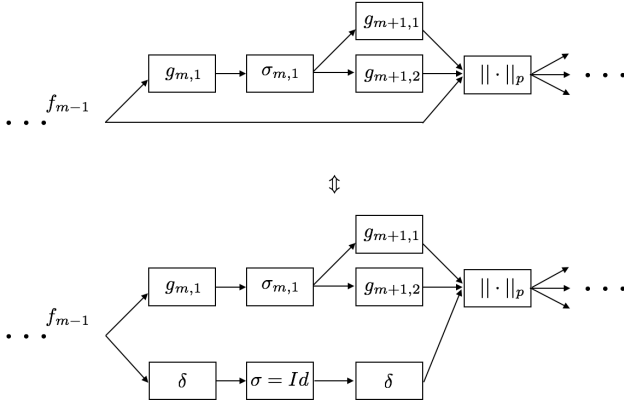 g_{m+1,1}
g_{m,1} σ_{m,1} g_{m+1,2} || · ||_p · · ·
· · · f_{m−1}
⇕
g_{m+1,1}
g_{m,1} σ_{m,1} g_{m+1,2} || · ||_p · · ·
· · · f_{m−1}
δ σ = Id δ